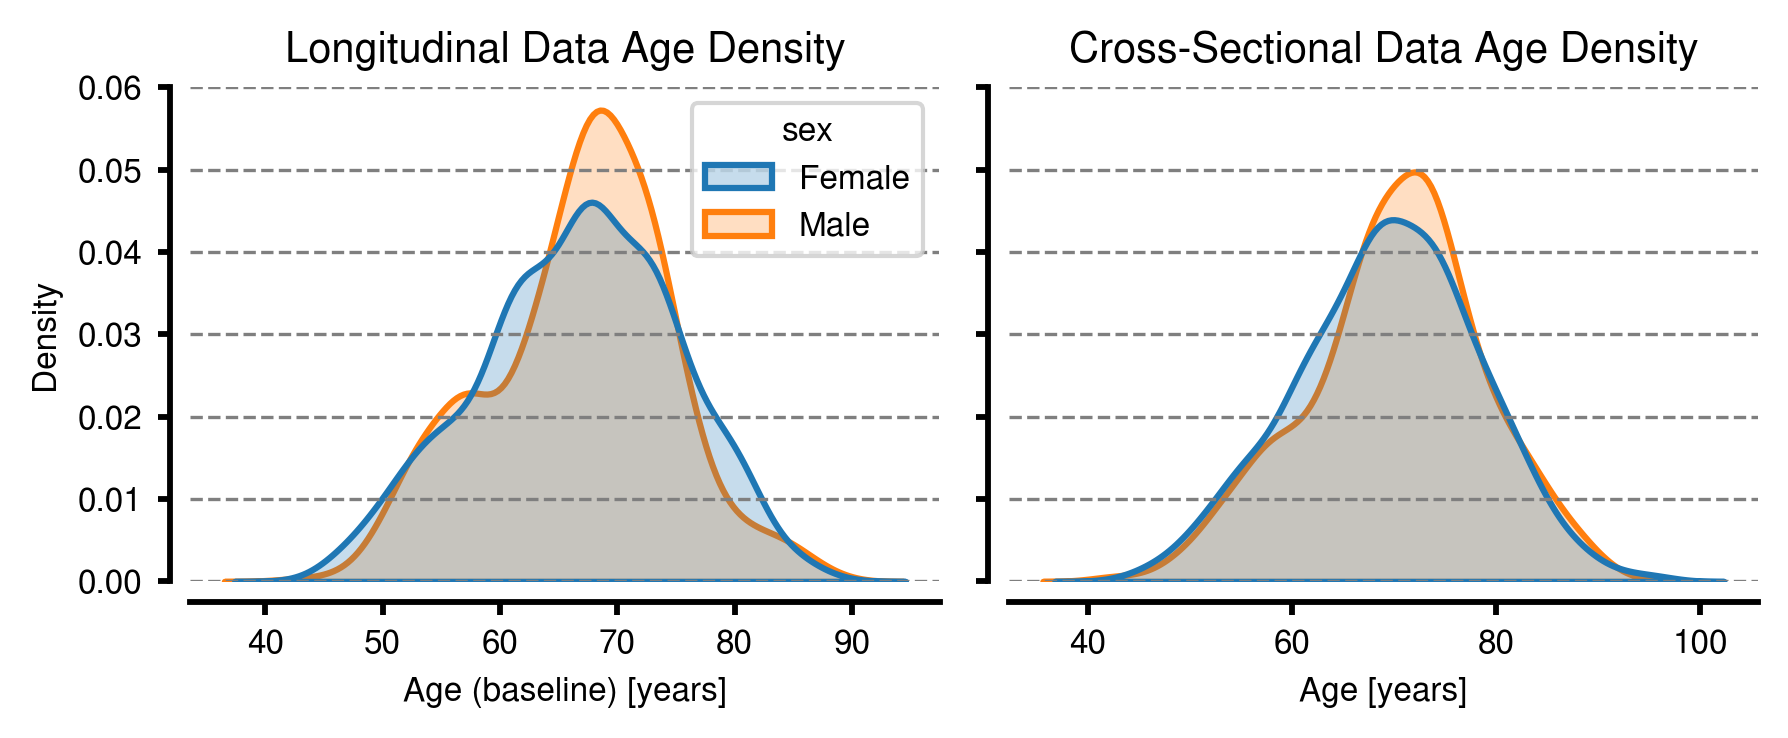 Longitudinal Data Age Density
Cross-Sectional Data Age Density
0.06
0.05
0.04
0.03
0.02
0.01
0.00
Density
sex
Female
Male
40 50 60 70 80 90
Age (baseline) [years]
40 60 80 100
Age [years]